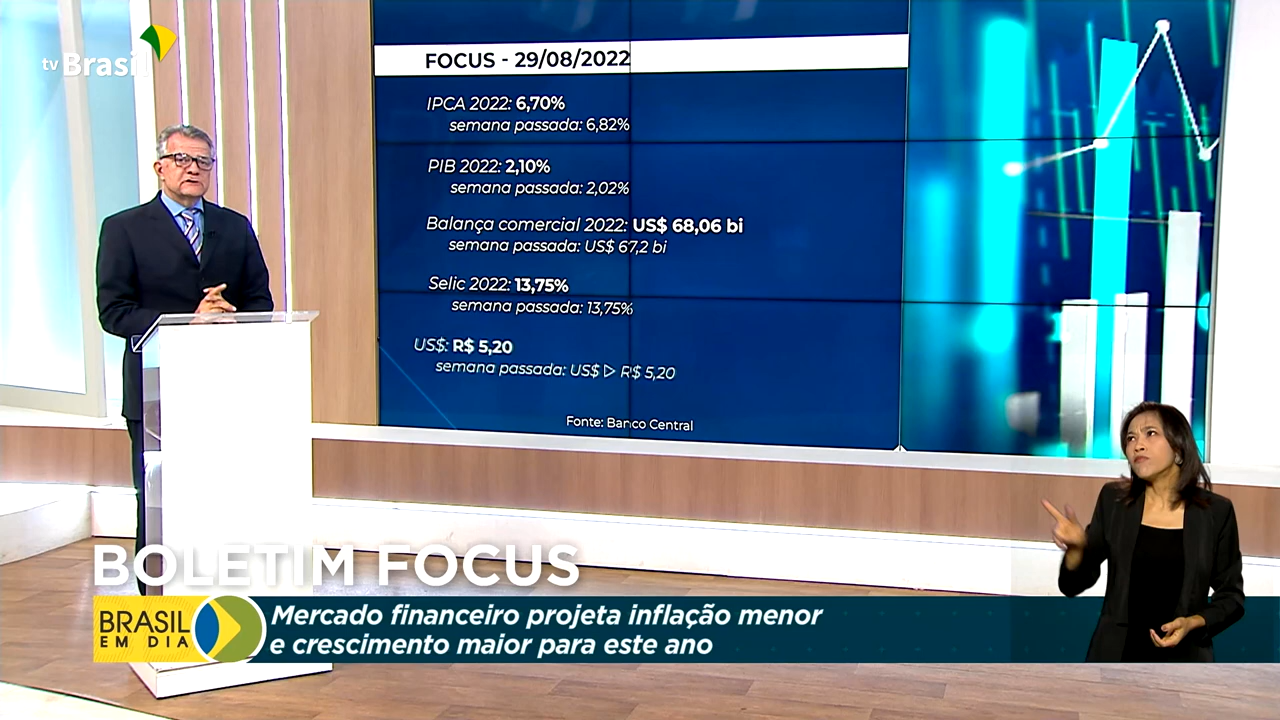 tv Brasil
FOCUS - 29/08/2022
IPCA 2022: 6,70%
semana passada: 6,82%
PIB 2022: 2,10%
semana passada: 2,02%
Balança comercial 2022: US$ 68,06 bi
semana passada: US$ 67,2 bi
Selic 2022: 13,75%
semana passada: 13,75%
US$: R$ 5,20
semana passada: US$ ▷ R$ 5,20
Fonte: Banco Central
BOLETIM FOCUS
BRASIL
EM DIA
Mercado financeiro projeta inflação menor
e crescimento maior para este ano